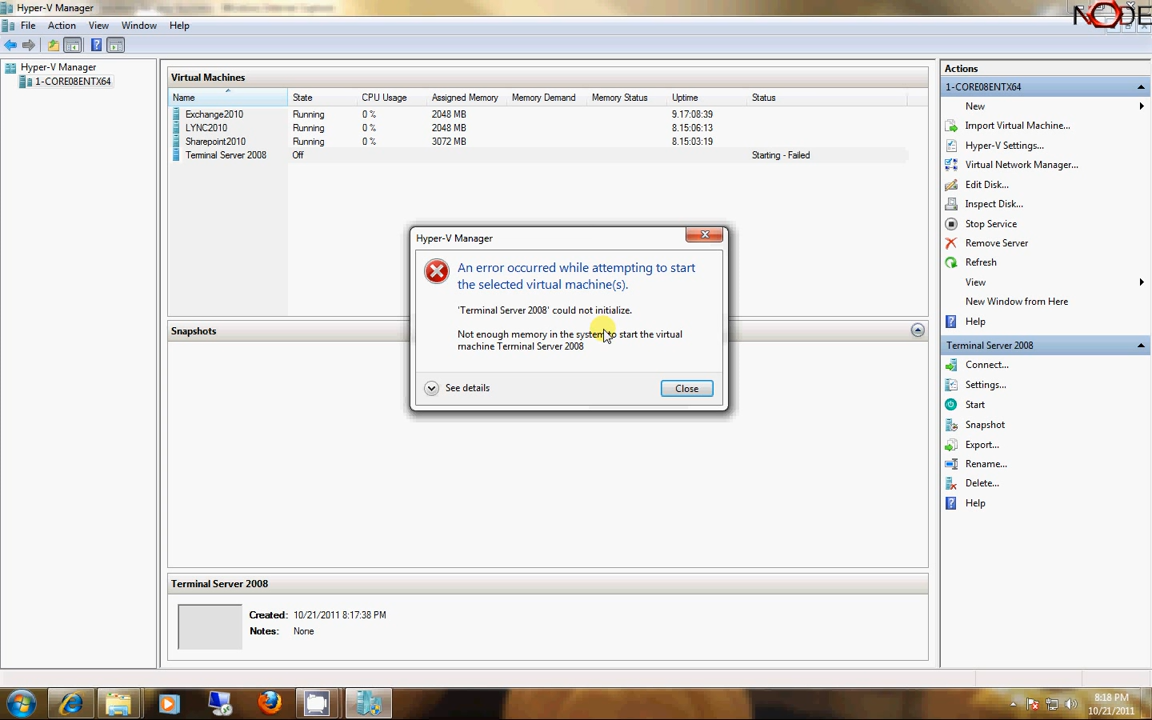 Hyper-V Manager
NODE
File Action View Window Help
Hyper-V Manager
1-CORE08ENTX64
Virtual Machines
Name State CPU Usage Assigned Memory Memory Demand Memory Status Uptime Status
Exchange2010 Running 0 % 2048 MB 9.17:08:39
LYNC2010 Running 0 % 2048 MB 8.15:06:13
Sharepoint2010 Running 0 % 3072 MB 8.15:03:19
Terminal Server 2008 Off Starting - Failed
Hyper-V Manager
An error occurred while attempting to start
the selected virtual machine(s).
'Terminal Server 2008' could not initialize.
Not enough memory in the system to start the virtual
machine Terminal Server 2008
See details Close
Snapshots
Terminal Server 2008
Created: 10/21/2011 8:17:38 PM
Notes: None
Actions
1-CORE08ENTX64
New
Import Virtual Machine...
Hyper-V Settings...
Virtual Network Manager...
Edit Disk...
Inspect Disk...
Stop Service
Remove Server
Refresh
View
New Window from Here
Help
Terminal Server 2008
Connect...
Settings...
Start
Snapshot
Export...
Rename...
Delete...
Help
8:18 PM
10/21/2011